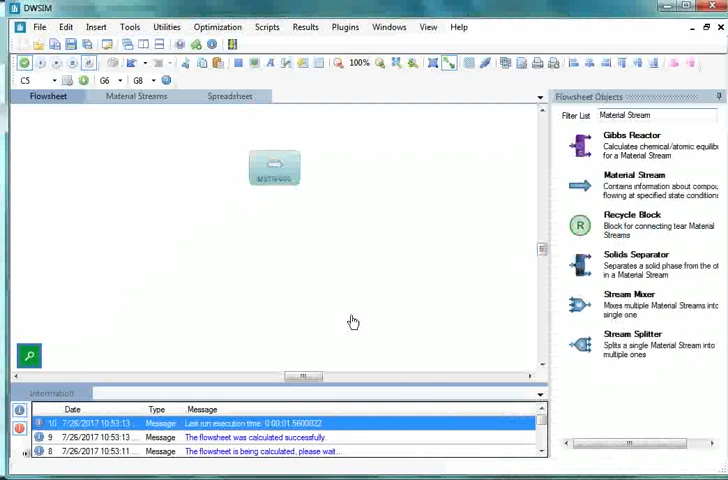 DWSIM
File Edit Insert Tools Utilities Optimization Scripts Results Plugins Windows View Help
100%
C5 G6 G8
Flowsheet Material Streams Spreadsheet
Flowsheet Objects
Filter List Material Stream
Gibbs Reactor
Calculates chemical/atomic equilib
for a Material Stream
Material Stream
Contains information about compou
flowing at specified state conditions
R
Recycle Block
Block for connecting tear Material
Streams
Solids Separator
Separates a solid phase from the ot
in a Material Stream
Stream Mixer
Mixes multiple Material Streams into
single one
Stream Splitter
Splits a single Material Stream into
multiple ones
Information
Date Type Message
10 7/26/2017 10:53:13 ... Message Last run execution time: 0:00:01.5600022
9 7/26/2017 10:53:13 ... Message The flowsheet was calculated successfully.
8 7/26/2017 10:53:11 ... Message The flowsheet is being calculated, please wait...